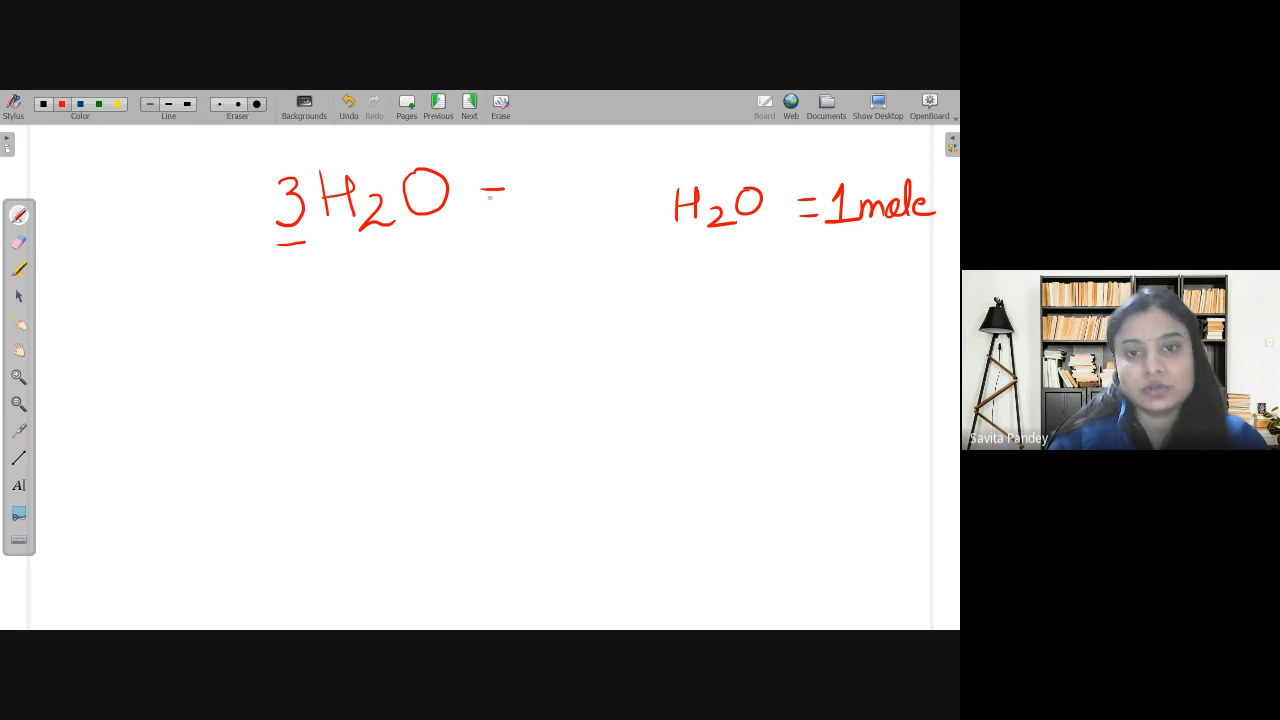 Stylus Color Line Eraser Backgrounds Undo Redo Pages Previous Next Erase Board Web Documents Show Desktop OpenBoard
3H₂O - H₂O = 1 mole
Savita Pandey